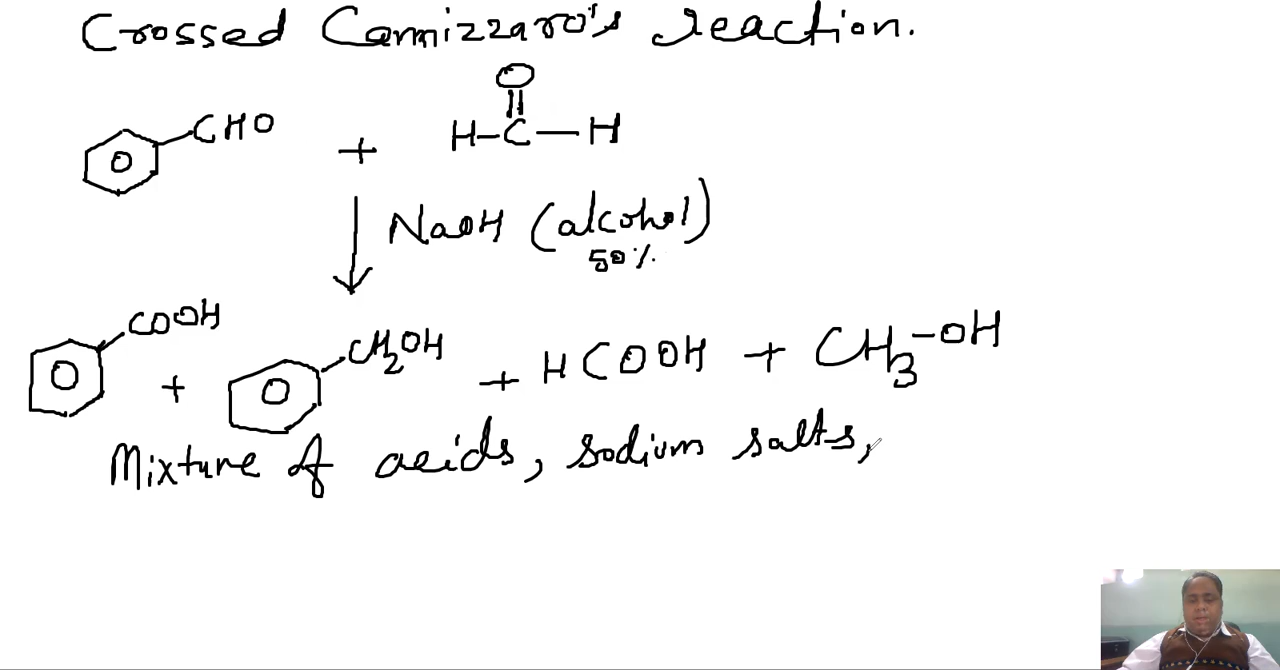 Crossed Cannizzaro's reaction.
CHO + H-C-H
O
NaOH (alcohol)
50%
COOH + CH2OH + HCOOH + CH3-OH
Mixture of acids, sodium salts,